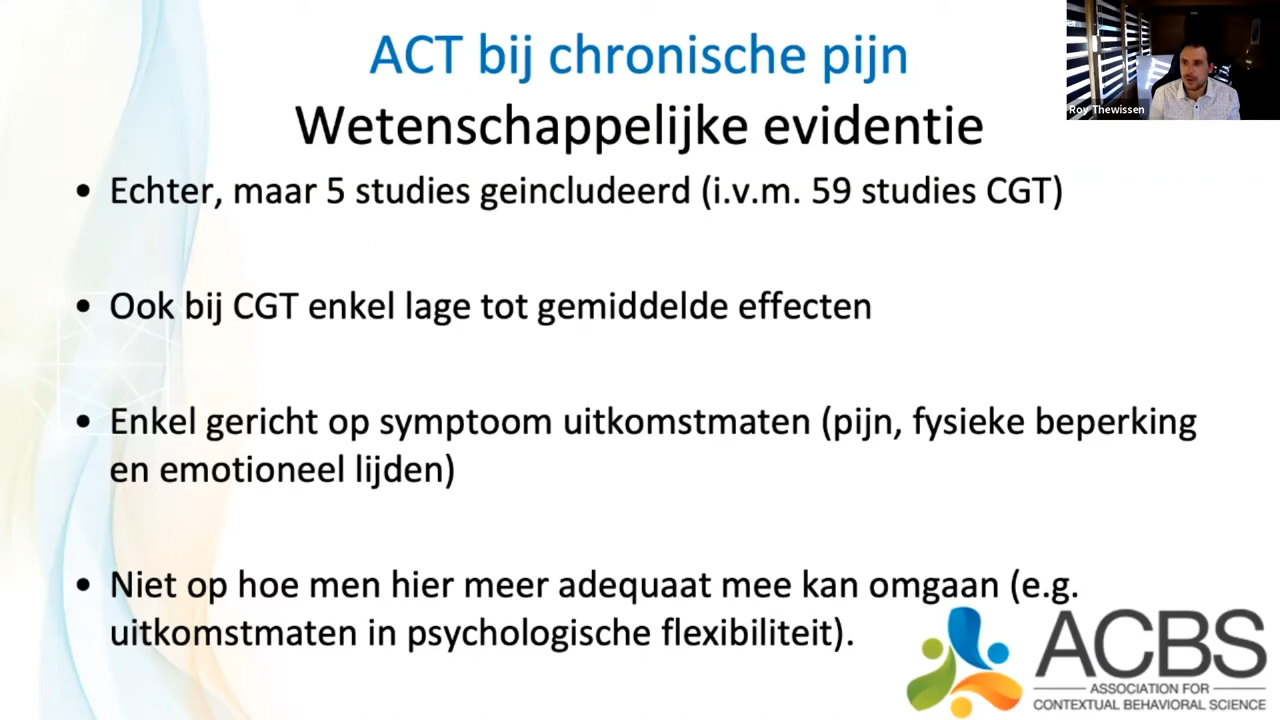 ACT bij chronische pijn
Wetenschappelijke evidentie
Roy Thewissen
• Echter, maar 5 studies geincludeerd (i.v.m. 59 studies CGT)
• Ook bij CGT enkel lage tot gemiddelde effecten
• Enkel gericht op symptoom uitkomstmaten (pijn, fysieke beperking
en emotioneel lijden)
• Niet op hoe men hier meer adequaat mee kan omgaan (e.g.
uitkomstmaten in psychologische flexibiliteit).
ACBS
ASSOCIATION FOR
CONTEXTUAL BEHAVIORAL SCIENCE